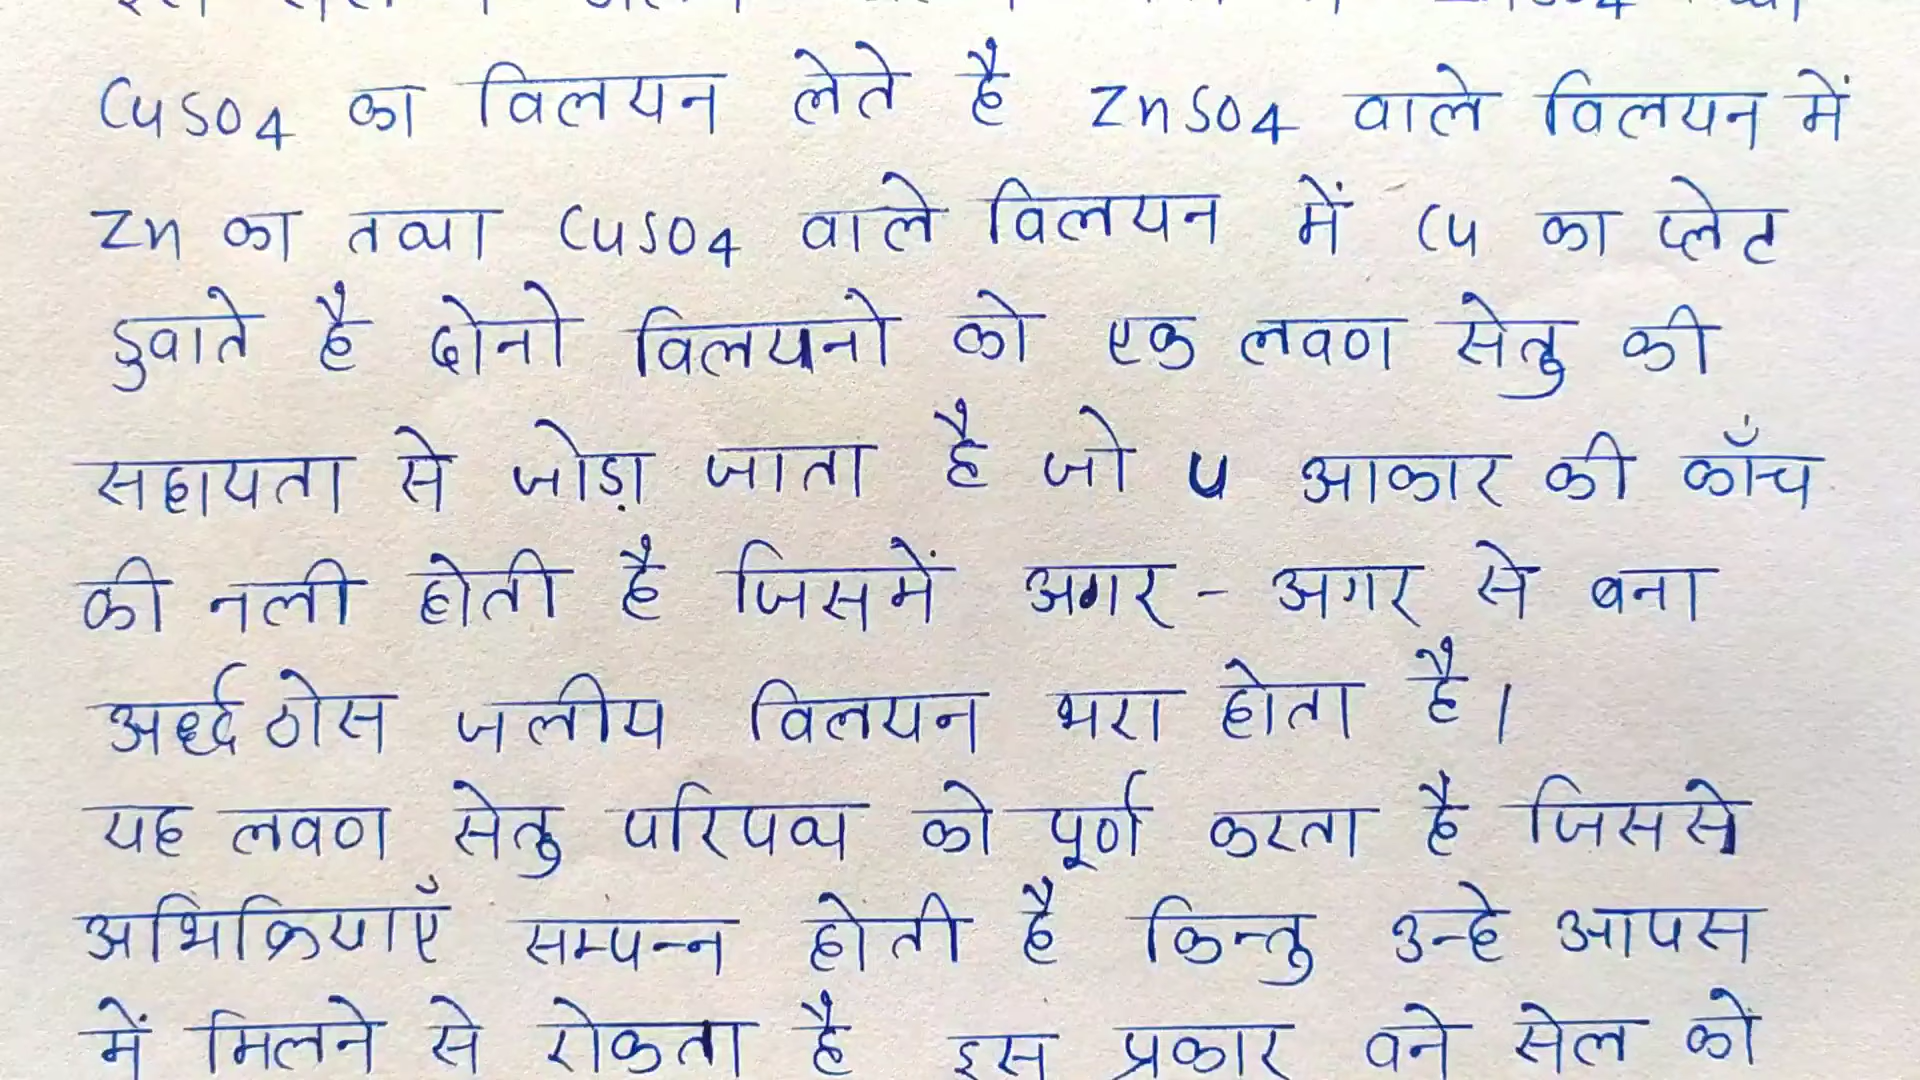 CuSO4 का विलयन लेते है ZnSO4 वाले विलयन में
Zn का तथा CuSO4 वाले विलयन में Cu का प्लेट
डुवाते है दोनो विलयनो को एक लवण सेतु की
सहायता से जोड़ा जाता है जो U आकार की काँच
की नली होती है जिसमें अगर - अगर से बना
अर्द्ध ठोस जलीय विलयन भरा होता है।
यह लवण सेतु परिपथ को पूर्ण करता है जिससे
अभिक्रियाएँ सम्पन्न होती है किन्तु उन्हे आपस
में मिलने से रोकता है इस प्रकार वने सेल को